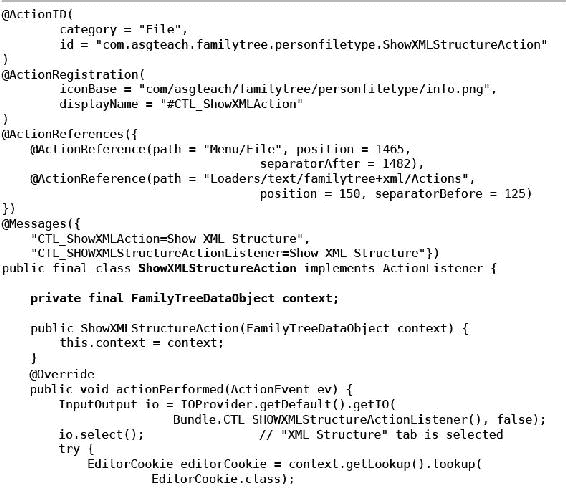 @ActionID(
        category = "File",
        id = "com.asgteach.familytree.personfiletype.ShowXMLStructureAction"
)
@ActionRegistration(
        iconBase = "com/asgteach/familytree/personfiletype/info.png",
        displayName = "#CTL_ShowXMLAction"
)
@ActionReferences({
    @ActionReference(path = "Menu/File", position = 1465,
                                    separatorAfter = 1482),
    @ActionReference(path = "Loaders/text/familytree+xml/Actions",
                                    position = 150, separatorBefore = 125)
})
@Messages({
    "CTL_ShowXMLAction=Show XML Structure",
    "CTL_SHOWXMLStructureActionListener=Show XML Structure"})
public final class ShowXMLStructureAction implements ActionListener {
    private final FamilyTreeDataObject context;
    public ShowXMLStructureAction(FamilyTreeDataObject context) {
        this.context = context;
    }
    @Override
    public void actionPerformed(ActionEvent ev) {
        InputOutput io = IOProvider.getDefault().getIO(
                        Bundle.CTL_SHOWXMLStructureActionListener(), false);
        io.select();                // "XML Structure" tab is selected
        try {
            EditorCookie editorCookie = context.getLookup().lookup(
                     EditorCookie.class);